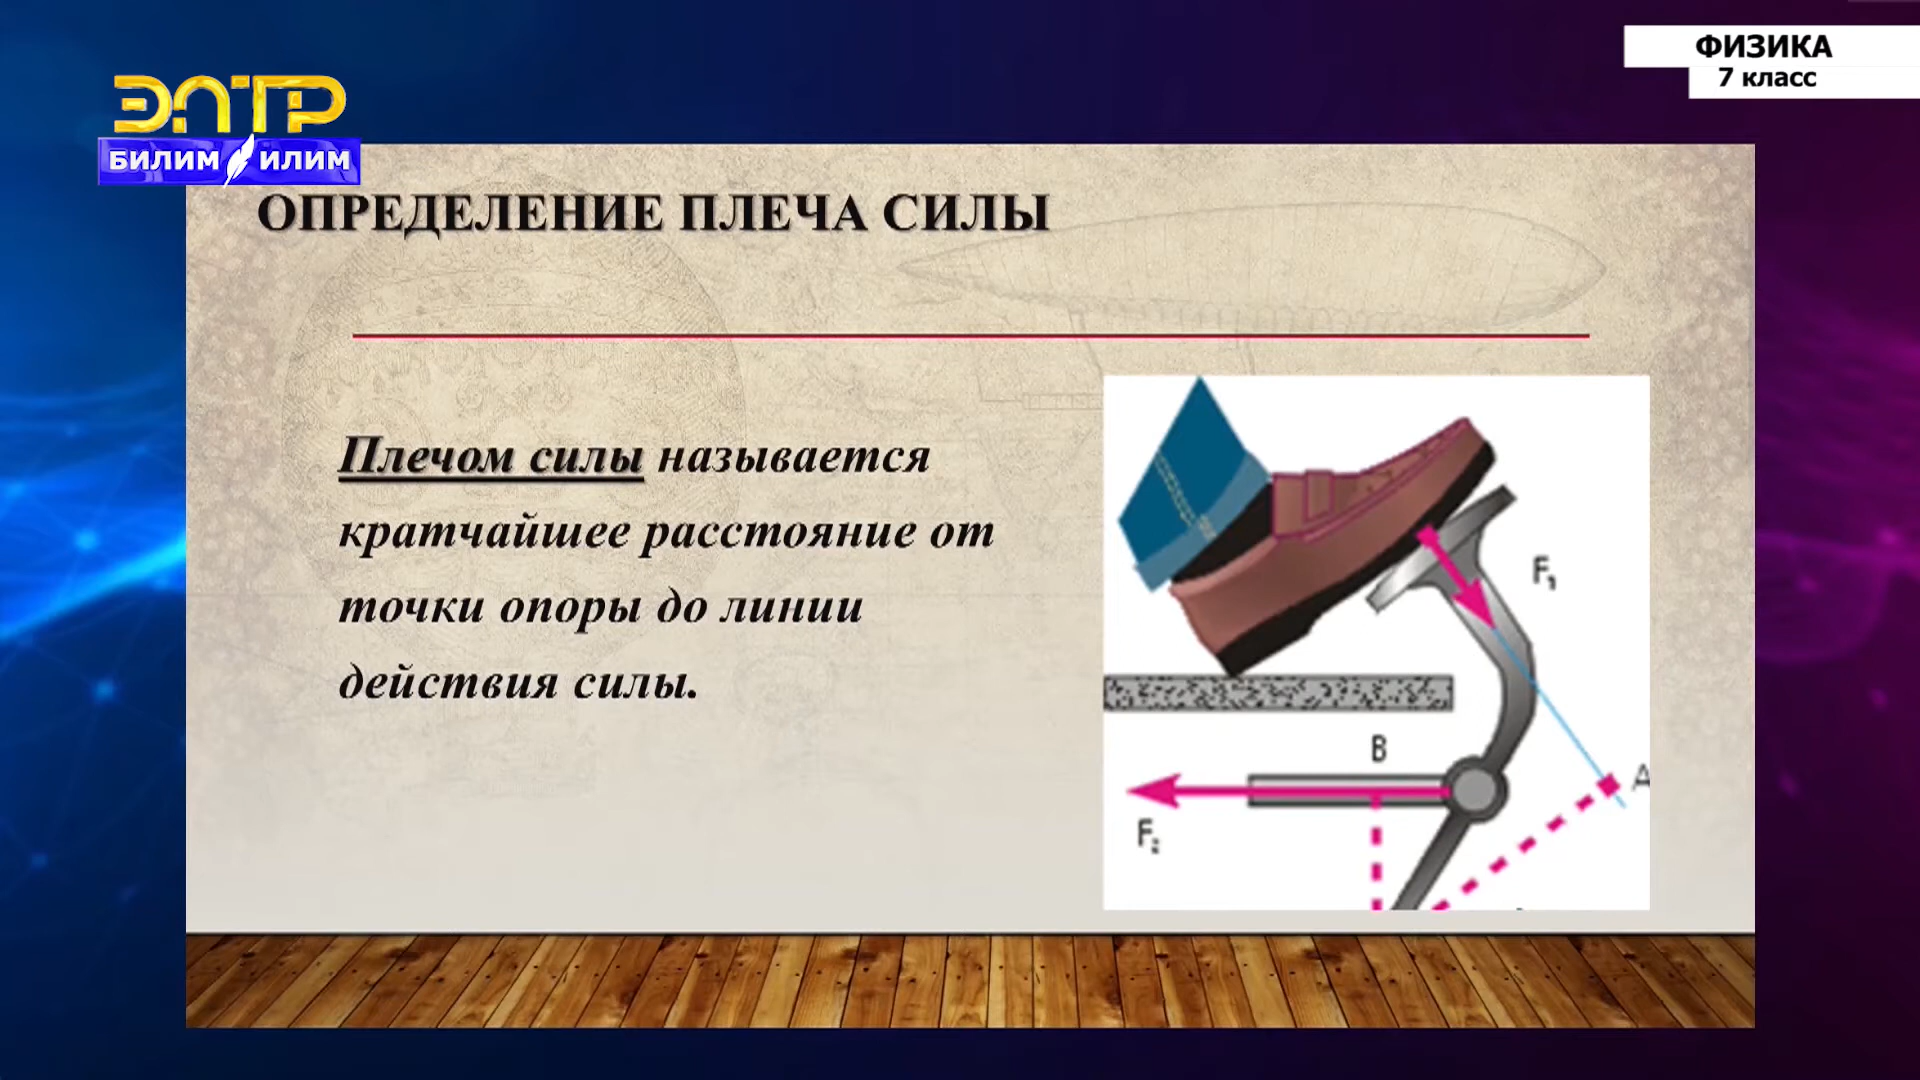 ФИЗИКА
7 класс
ЭЛТР
БИЛИМ ИЛИМ
ОПРЕДЕЛЕНИЕ ПЛЕЧА СИЛЫ
Плечом силы называется
кратчайшее расстояние от
точки опоры до линии
действия силы.
F₁
B
A
F₂